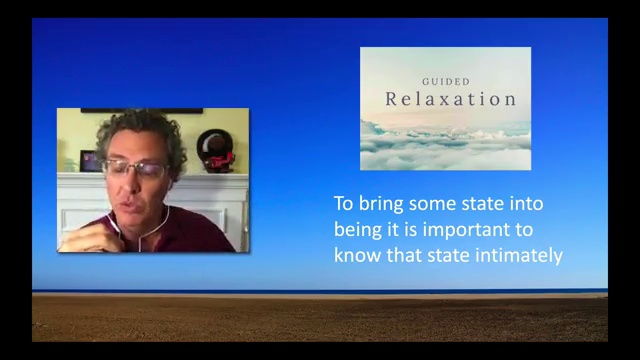 GUIDED
Relaxation
To bring some state into
being it is important to
know that state intimately